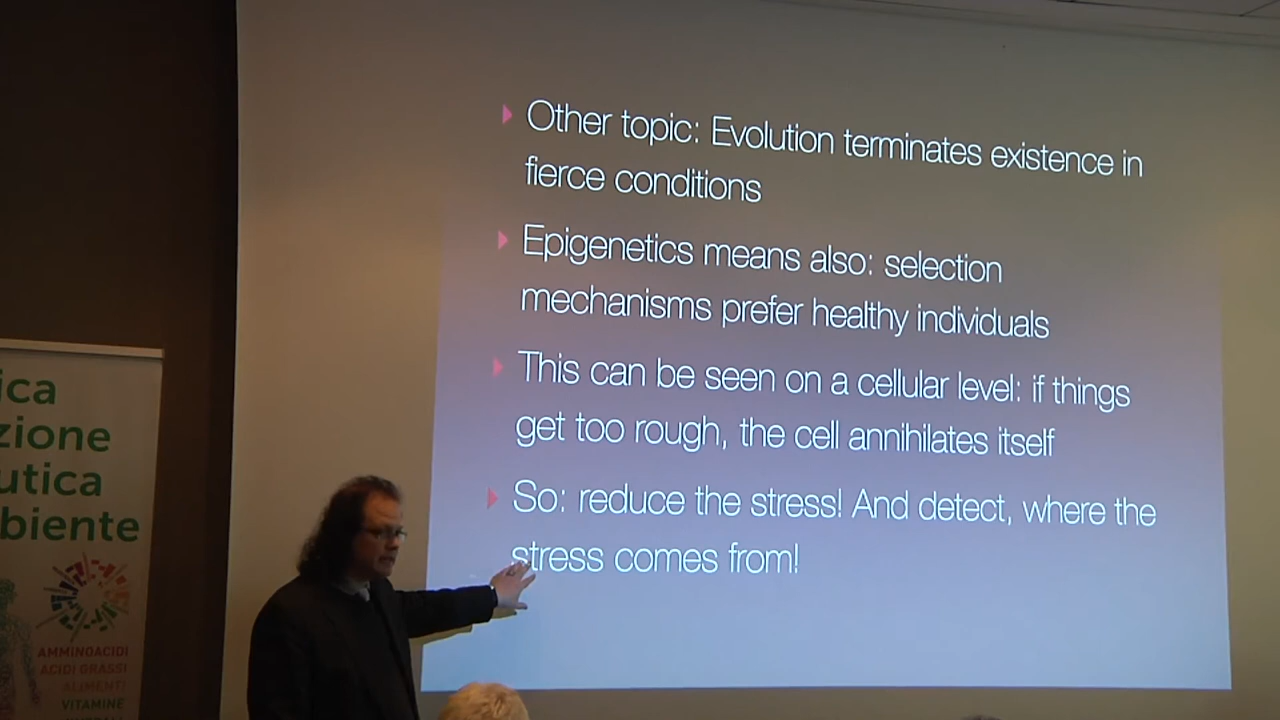 Other topic: Evolution terminates existence in
fierce conditions
Epigenetics means also: selection
mechanisms prefer healthy individuals
This can be seen on a cellular level: if things
get too rough, the cell annihilates itself
So: reduce the stress! And detect, where the
stress comes from!
ica
zione
utica
biente
AMMINOACIDI
ACIDI GRASSI
ALIMENTI
VITAMINE